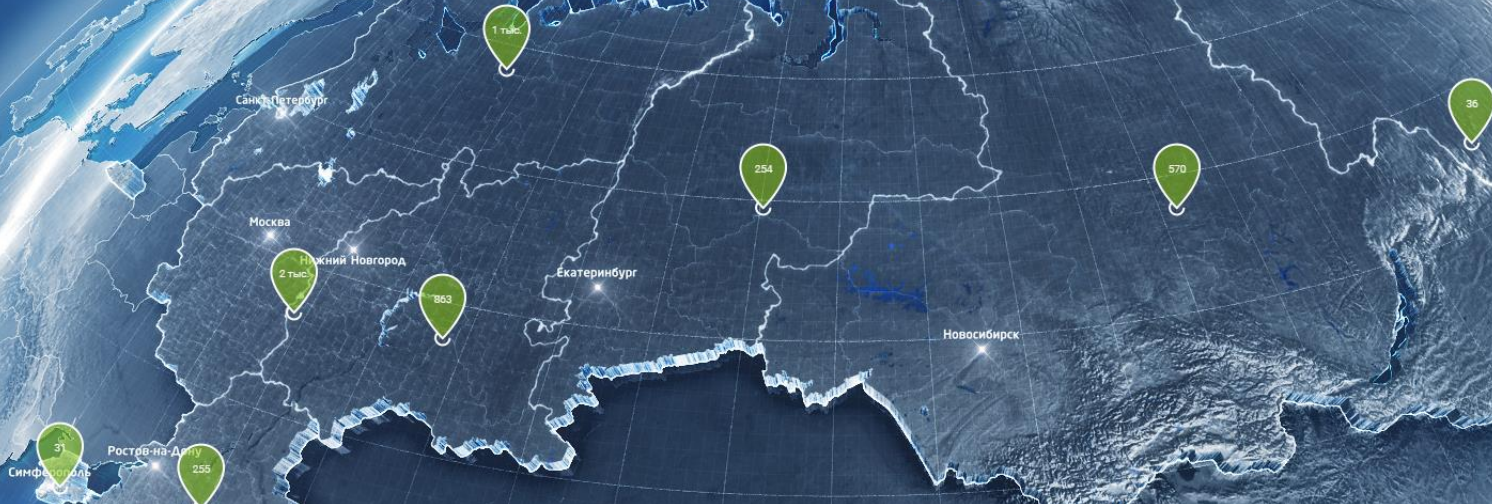 1 тыс.
Санкт-Петербург
36
254
570
Москва
Нижний Новгород
2 тыс.
Екатеринбург
863
Новосибирск
31
Ростов-на-Дону
Симферополь
255